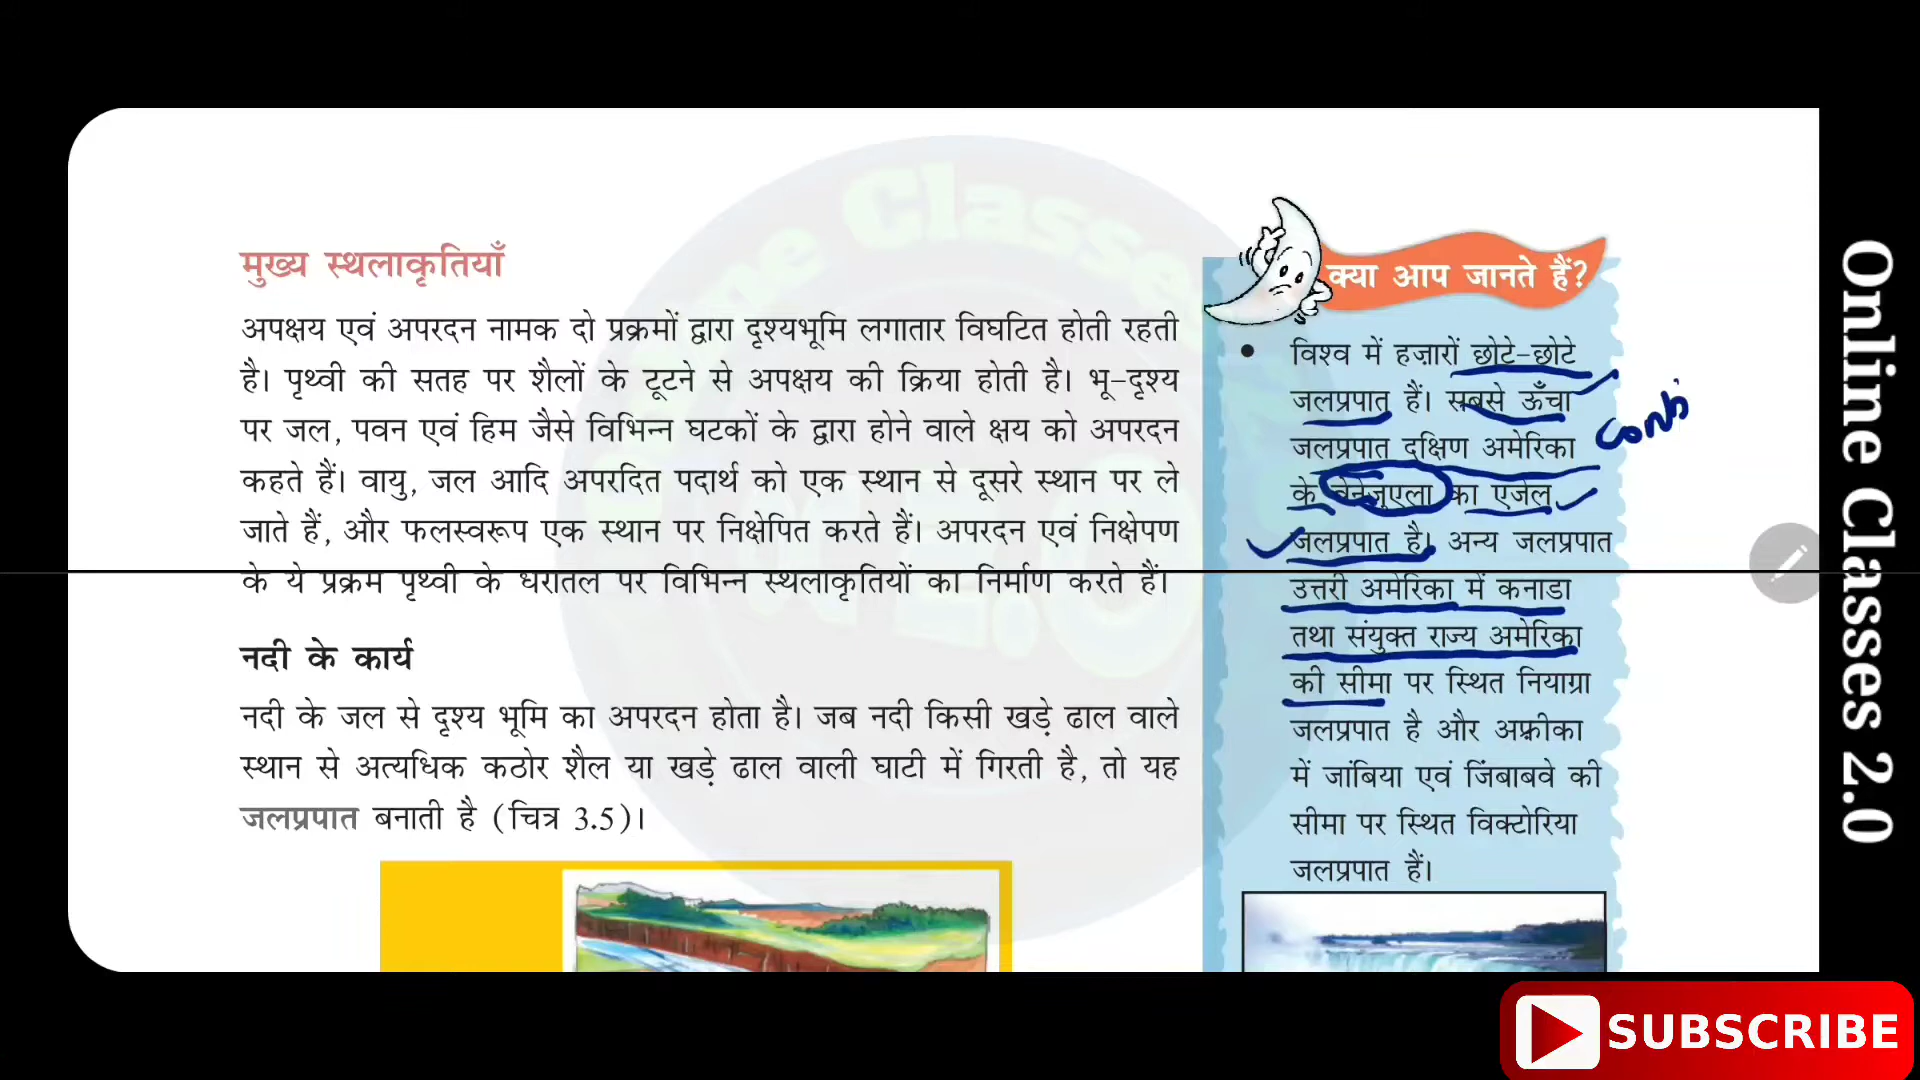 मुख्य स्थलाकृतियाँ
अपक्षय एवं अपरदन नामक दो प्रक्रमों द्वारा दृश्यभूमि लगातार विघटित होती रहती
है। पृथ्वी की सतह पर शैलों के टूटने से अपक्षय की क्रिया होती है। भू-दृश्य
पर जल, पवन एवं हिम जैसे विभिन्न घटकों के द्वारा होने वाले क्षय को अपरदन
कहते हैं। वायु, जल आदि अपरदित पदार्थ को एक स्थान से दूसरे स्थान पर ले
जाते हैं, और फलस्वरूप एक स्थान पर निक्षेपित करते हैं। अपरदन एवं निक्षेपण
के ये प्रक्रम पृथ्वी के धरातल पर विभिन्न स्थलाकृतियों का निर्माण करते हैं।
नदी के कार्य
नदी के जल से दृश्य भूमि का अपरदन होता है। जब नदी किसी खड़े ढाल वाले
स्थान से अत्यधिक कठोर शैल या खड़े ढाल वाली घाटी में गिरती है, तो यह
जलप्रपात बनाती है (चित्र 3.5)।
क्या आप जानते हैं?
• विश्व में हज़ारों छोटे-छोटे
जलप्रपात हैं। सबसे ऊँचा
जलप्रपात दक्षिण अमेरिका
के वेनेजुएला का एंजेल
जलप्रपात है। अन्य जलप्रपात
उत्तरी अमेरिका में कनाडा
तथा संयुक्त राज्य अमेरिका
की सीमा पर स्थित नियाग्रा
जलप्रपात है और अफ़्रीका
में जांबिया एवं जिंबाबवे की
सीमा पर स्थित विक्टोरिया
जलप्रपात हैं।
Online Classes 2.0
SUBSCRIBE